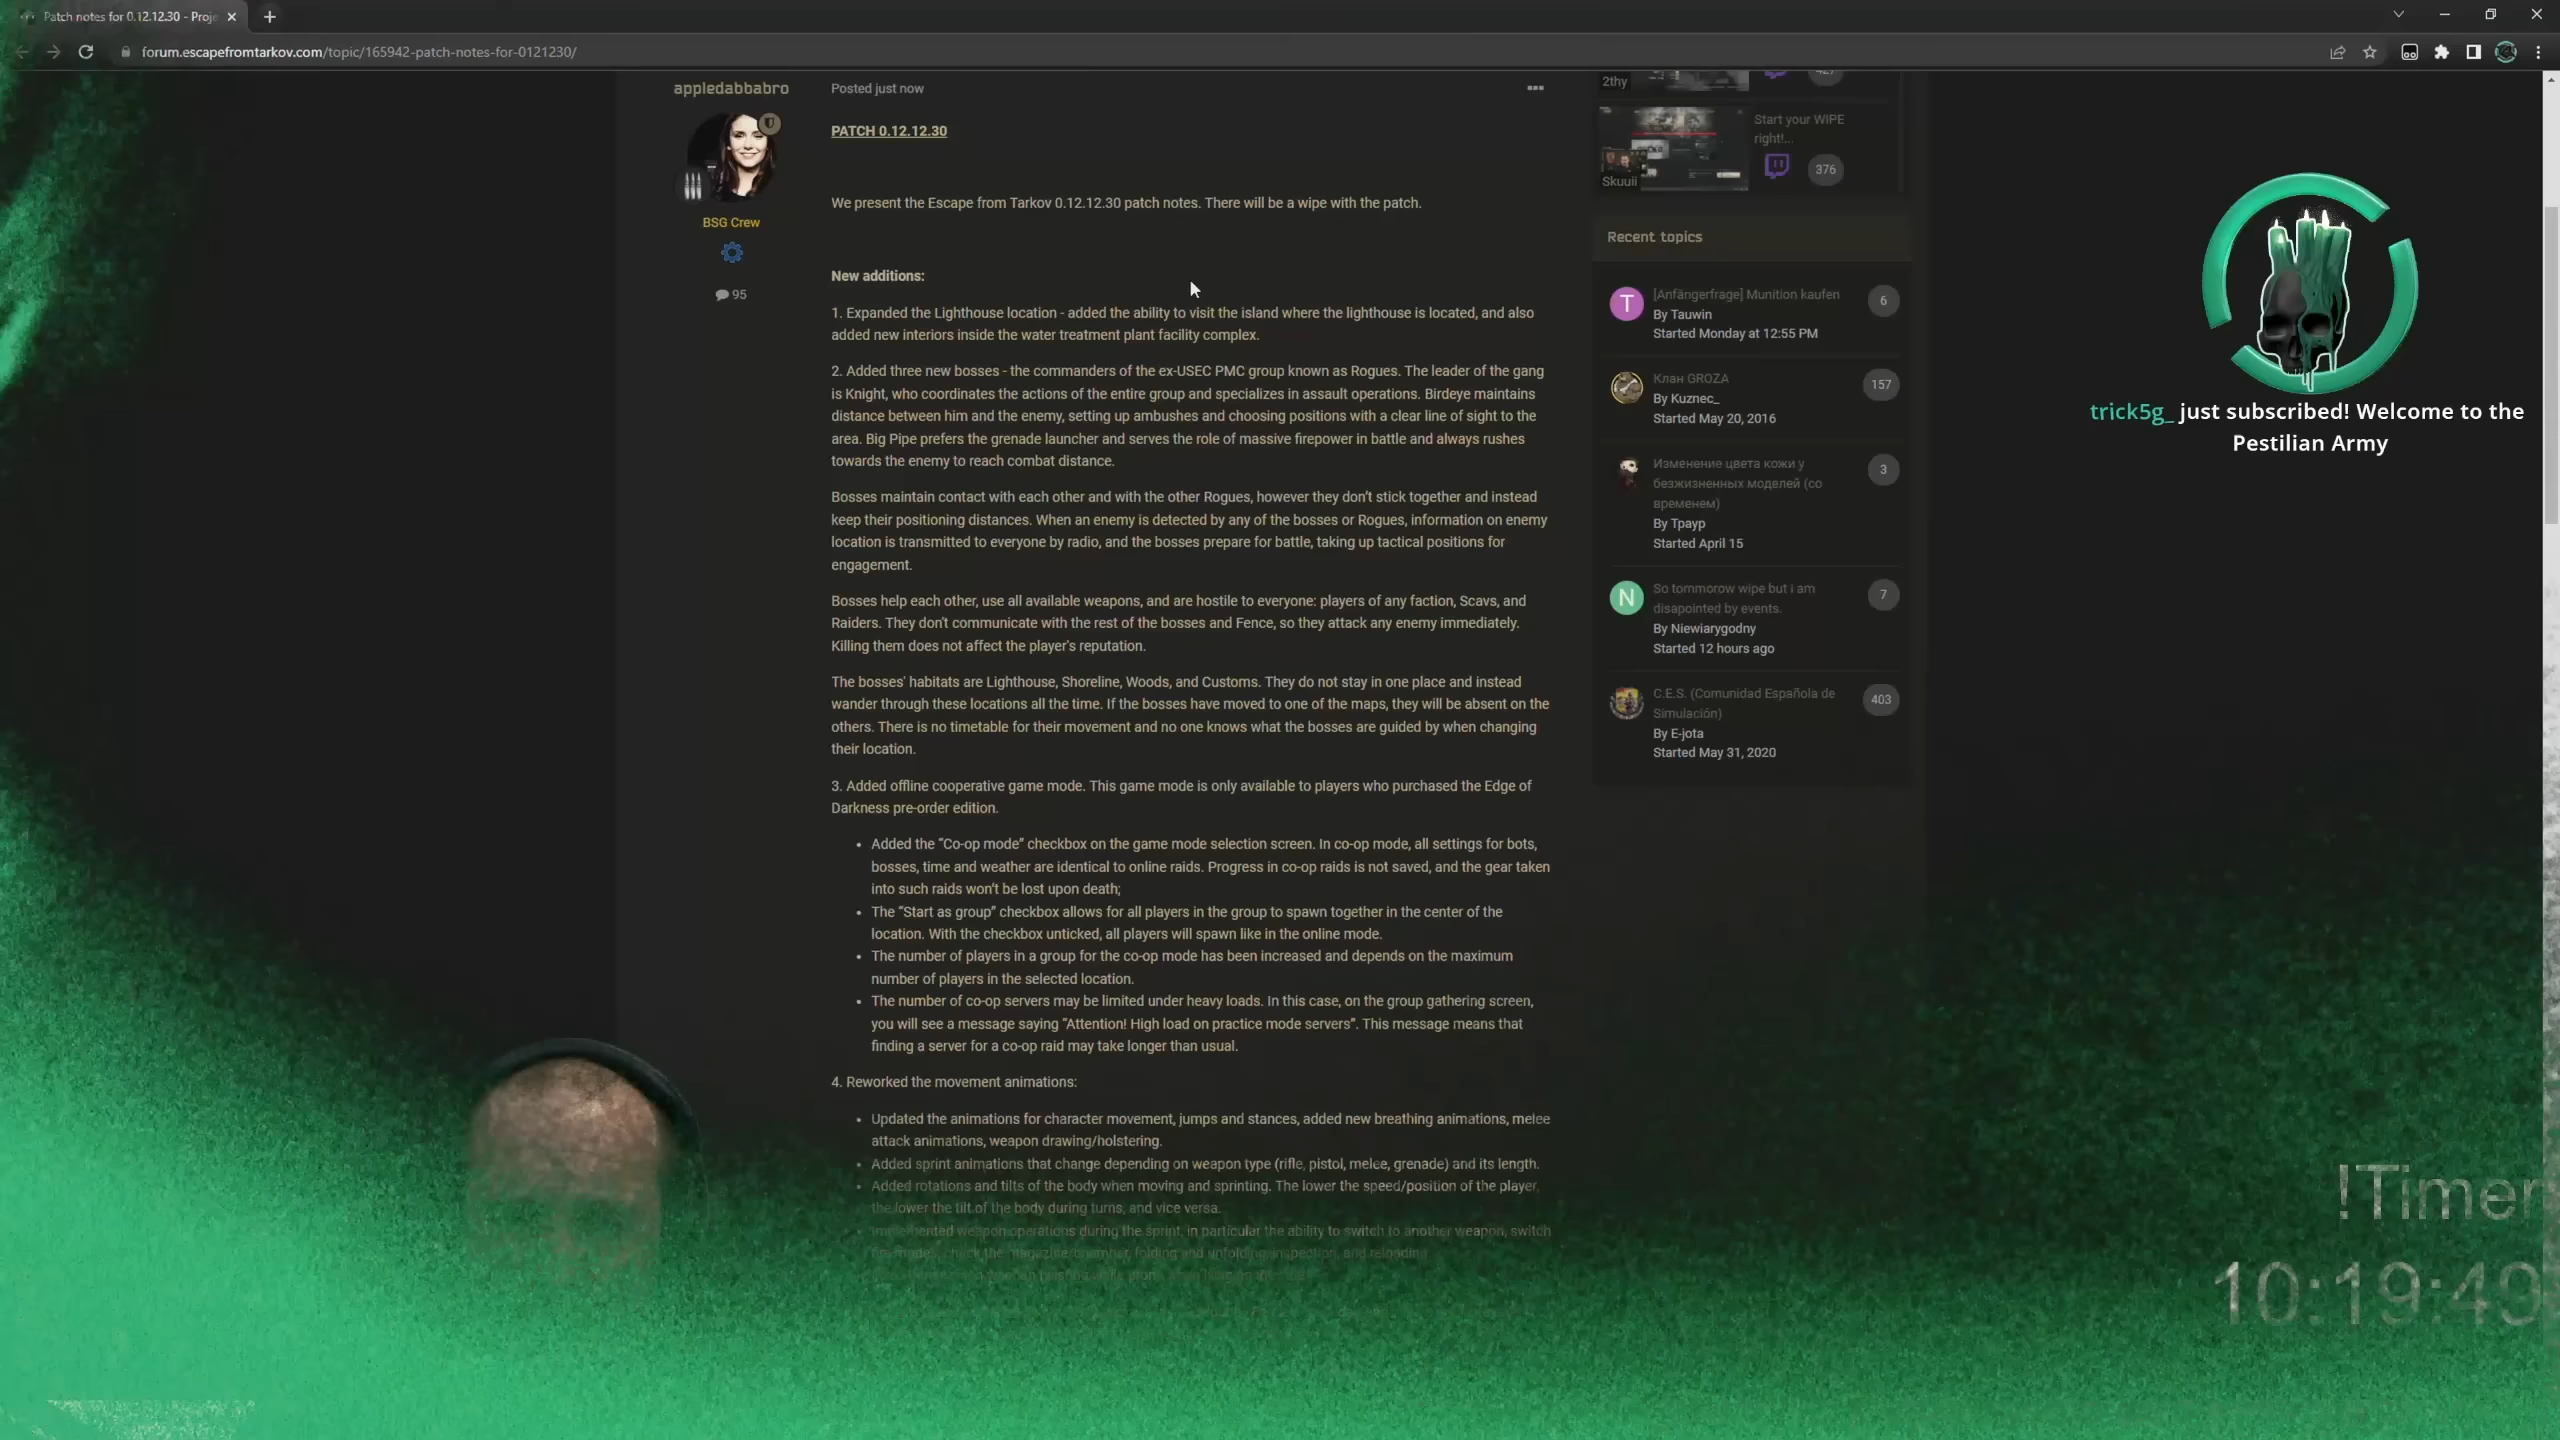 Patch notes for 0.12.12.30 - Proje
forum.escapefromtarkov.com/topic/165942-patch-notes-for-0121230/
appledabbabro
BSG Crew
95
Posted just now
PATCH 0.12.12.30
We present the Escape from Tarkov 0.12.12.30 patch notes. There will be a wipe with the patch.
New additions:
1. Expanded the Lighthouse location - added the ability to visit the island where the lighthouse is located, and also
added new interiors inside the water treatment plant facility complex.
2. Added three new bosses - the commanders of the ex-USEC PMC group known as Rogues. The leader of the gang
is Knight, who coordinates the actions of the entire group and specializes in assault operations. Birdeye maintains
distance between him and the enemy, setting up ambushes and choosing positions with a clear line of sight to the
area. Big Pipe prefers the grenade launcher and serves the role of massive firepower in battle and always rushes
towards the enemy to reach combat distance.
Bosses maintain contact with each other and with the other Rogues, however they don’t stick together and instead
keep their positioning distances. When an enemy is detected by any of the bosses or Rogues, information on enemy
location is transmitted to everyone by radio, and the bosses prepare for battle, taking up tactical positions for
engagement.
Bosses help each other, use all available weapons, and are hostile to everyone: players of any faction, Scavs, and
Raiders. They don't communicate with the rest of the bosses and Fence, so they attack any enemy immediately.
Killing them does not affect the player's reputation.
The bosses' habitats are Lighthouse, Shoreline, Woods, and Customs. They do not stay in one place and instead
wander through these locations all the time. If the bosses have moved to one of the maps, they will be absent on the
others. There is no timetable for their movement and no one knows what the bosses are guided by when changing
their location.
3. Added offline cooperative game mode. This game mode is only available to players who purchased the Edge of
Darkness pre-order edition.
• Added the “Co-op mode” checkbox on the game mode selection screen. In co-op mode, all settings for bots,
bosses, time and weather are identical to online raids. Progress in co-op raids is not saved, and the gear taken
into such raids won’t be lost upon death;
• The “Start as group” checkbox allows for all players in the group to spawn together in the center of the
location. With the checkbox unticked, all players will spawn like in the online mode.
• The number of players in a group for the co-op mode has been increased and depends on the maximum
number of players in the selected location.
• The number of co-op servers may be limited under heavy loads. In this case, on the group gathering screen,
you will see a message saying “Attention! High load on practice mode servers”. This message means that
finding a server for a co-op raid may take longer than usual.
4. Reworked the movement animations:
• Updated the animations for character movement, jumps and stances, added new breathing animations, melee
attack animations, weapon drawing/holstering.
• Added sprint animations that change depending on weapon type (rifle, pistol, melee, grenade) and its length.
• Added rotations and tilts of the body when moving and sprinting. The lower the speed/position of the player,
the lower the tilt of the body during turns, and vice versa.
• Implemented weapon operations during the sprint, in particular the ability to switch to another weapon, switch
fire modes, check the magazine/chamber, folding and unfolding, inspection, and reloading
2thy
427
Start your WIPE
right!...
376
Skuuii
Recent topics
T
[Anfängerfrage] Munition kaufen
By Tauwin
Started Monday at 12:55 PM
6
Клан GROZA
By Kuznec_
Started May 20, 2016
157
Изменение цвета кожи у
безжизненных моделей (со
временем)
By Tpayp
Started April 15
3
N
So tommorow wipe but i am
disapointed by events.
By Niewiarygodny
Started 12 hours ago
7
C.E.S. (Comunidad Española de
Simulación)
By E-jota
Started May 31, 2020
403
trick5g_ just subscribed! Welcome to the
Pestilian Army
!Timer
10:19:49